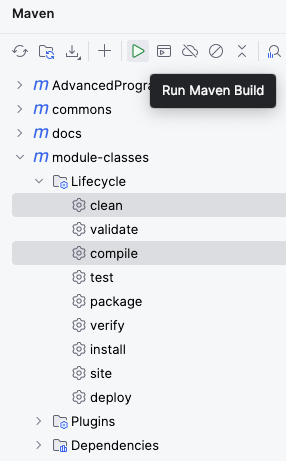 Maven
AdvancedProgra
Run Maven Build
commons
docs
module-classes
Lifecycle
clean
validate
compile
test
package
verify
install
site
deploy
Plugins
Dependencies